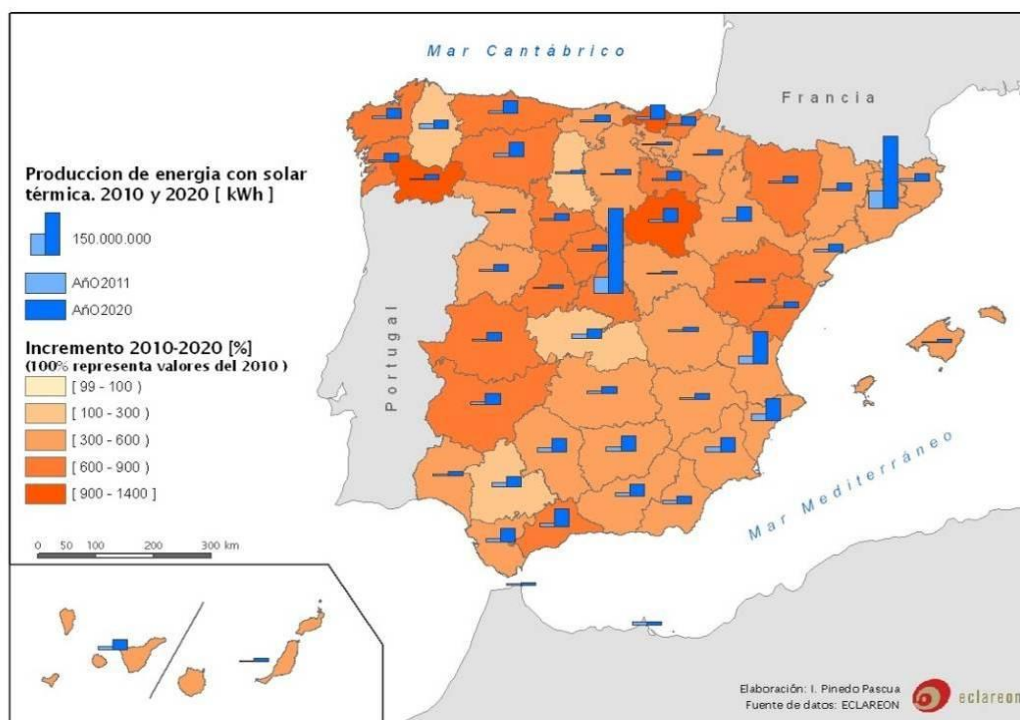 Mar Cantábrico
Francia
Produccion de energia con solar
térmica. 2010 y 2020 [ kWh ]
150.000.000
AñO2011
AñO2020
Incremento 2010-2020 [%]
(100% representa valores del 2010 )
[ 99 - 100 )
[ 100 - 300 )
[ 300 - 600 )
[ 600 - 900 )
[ 900 - 1400 ]
Portugal
Mar Mediterráneo
0 50 100 200 300 km
Elaboración: I. Pinedo Pascua
Fuente de datos: ECLAREON
eclareon